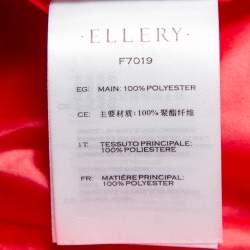 ·ELLERY·
F7019
EG: MAIN: 100% POLYESTER
CE: 主要材质: 100% 聚酯纤维
IT: TESSUTO PRINCIPALE:
100% POLIESTERE
FR: MATIÈRE PRINCIPAL:
100% POLYESTER